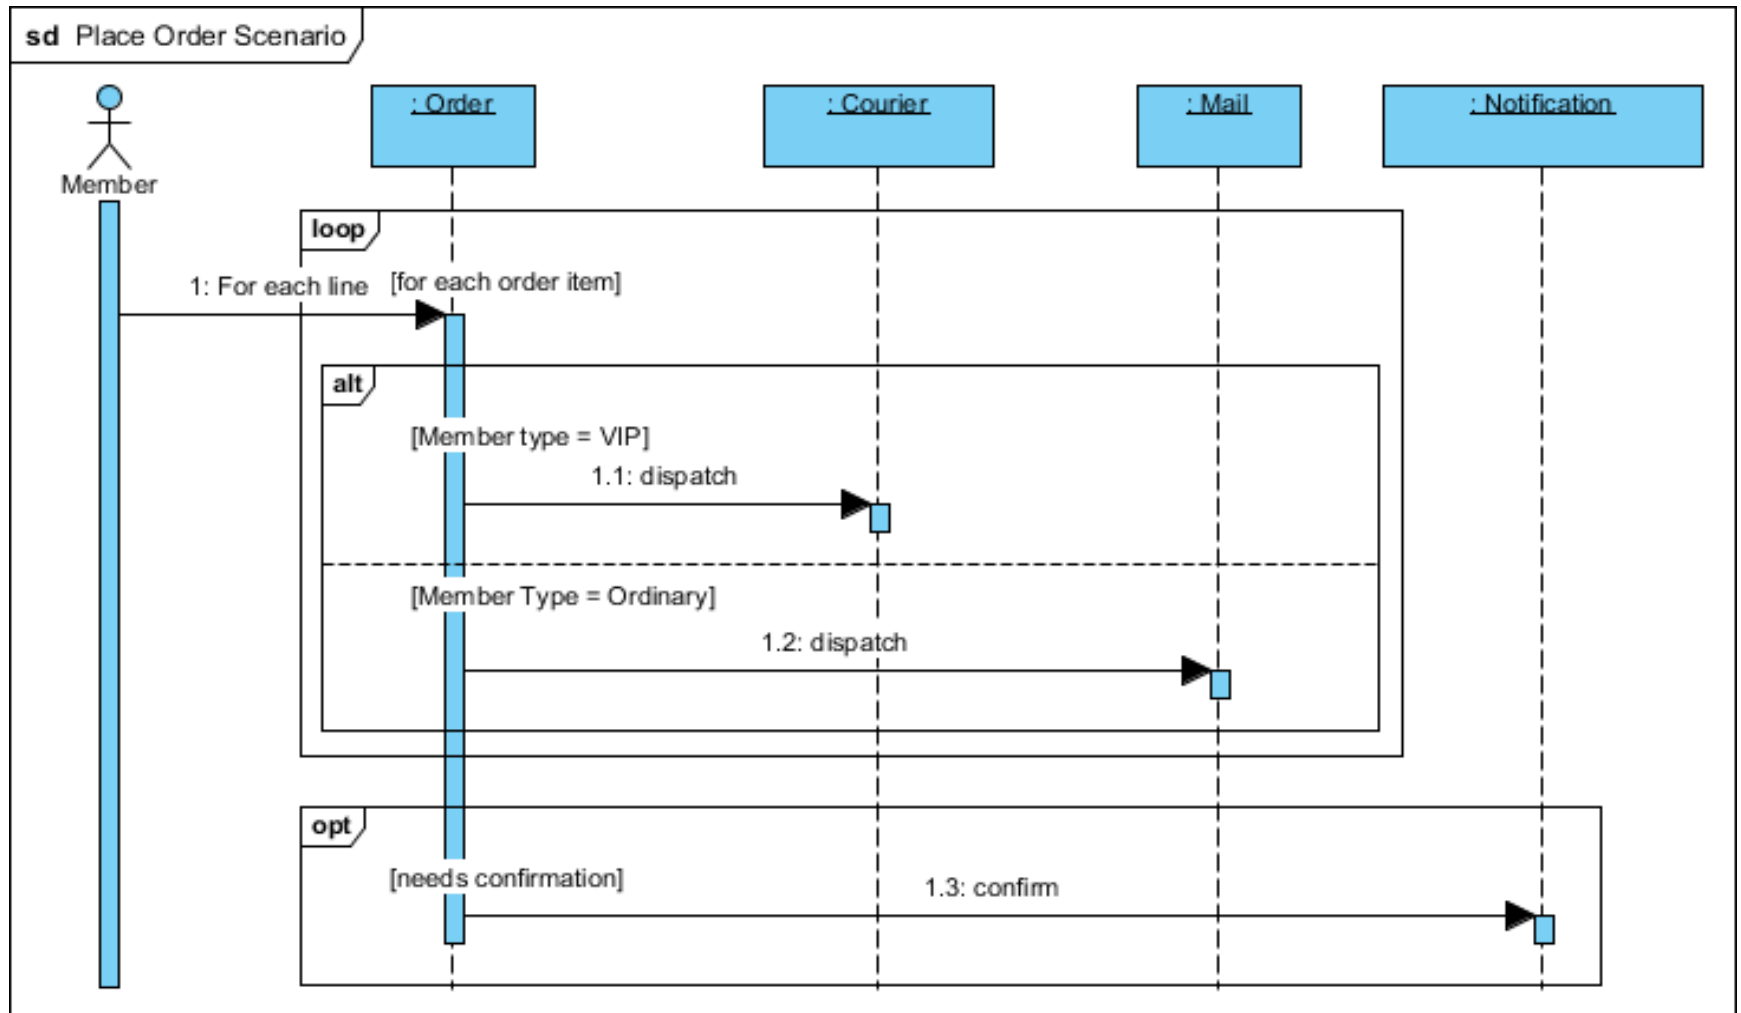 sd Place Order Scenario
Member
: Order
: Courier
: Mail
: Notification
loop
1: For each line
[for each order item]
alt
[Member type = VIP]
1.1: dispatch
[Member Type = Ordinary]
1.2: dispatch
opt
[needs confirmation]
1.3: confirm